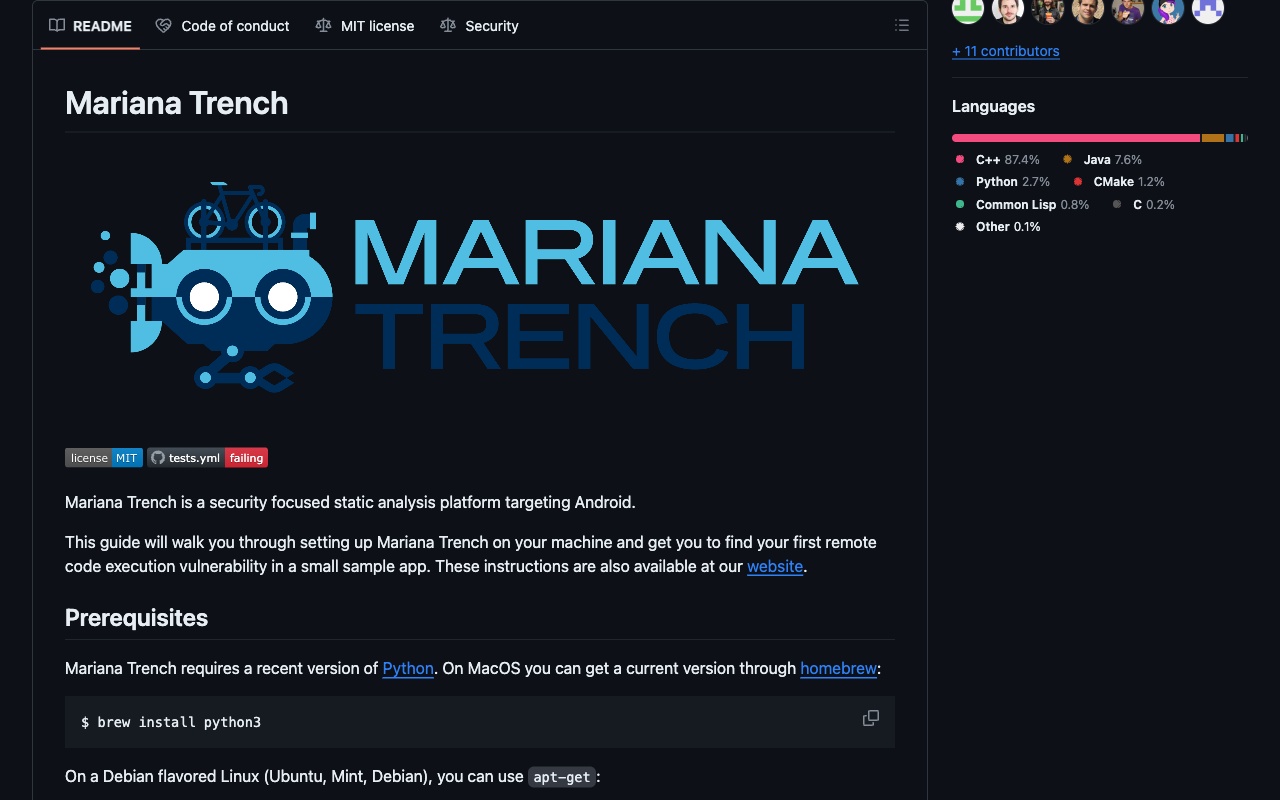 README
Code of conduct
MIT license
Security
+ 11 contributors
Languages
C++ 87.4%
Java 7.6%
Python 2.7%
CMake 1.2%
Common Lisp 0.8%
C 0.2%
Other 0.1%
Mariana Trench
MARIANA
TRENCH
license MIT
tests.yml failing
Mariana Trench is a security focused static analysis platform targeting Android.
This guide will walk you through setting up Mariana Trench on your machine and get you to find your first remote
code execution vulnerability in a small sample app. These instructions are also available at our website.
Prerequisites
Mariana Trench requires a recent version of Python. On MacOS you can get a current version through homebrew:
$ brew install python3
On a Debian flavored Linux (Ubuntu, Mint, Debian), you can use apt-get: